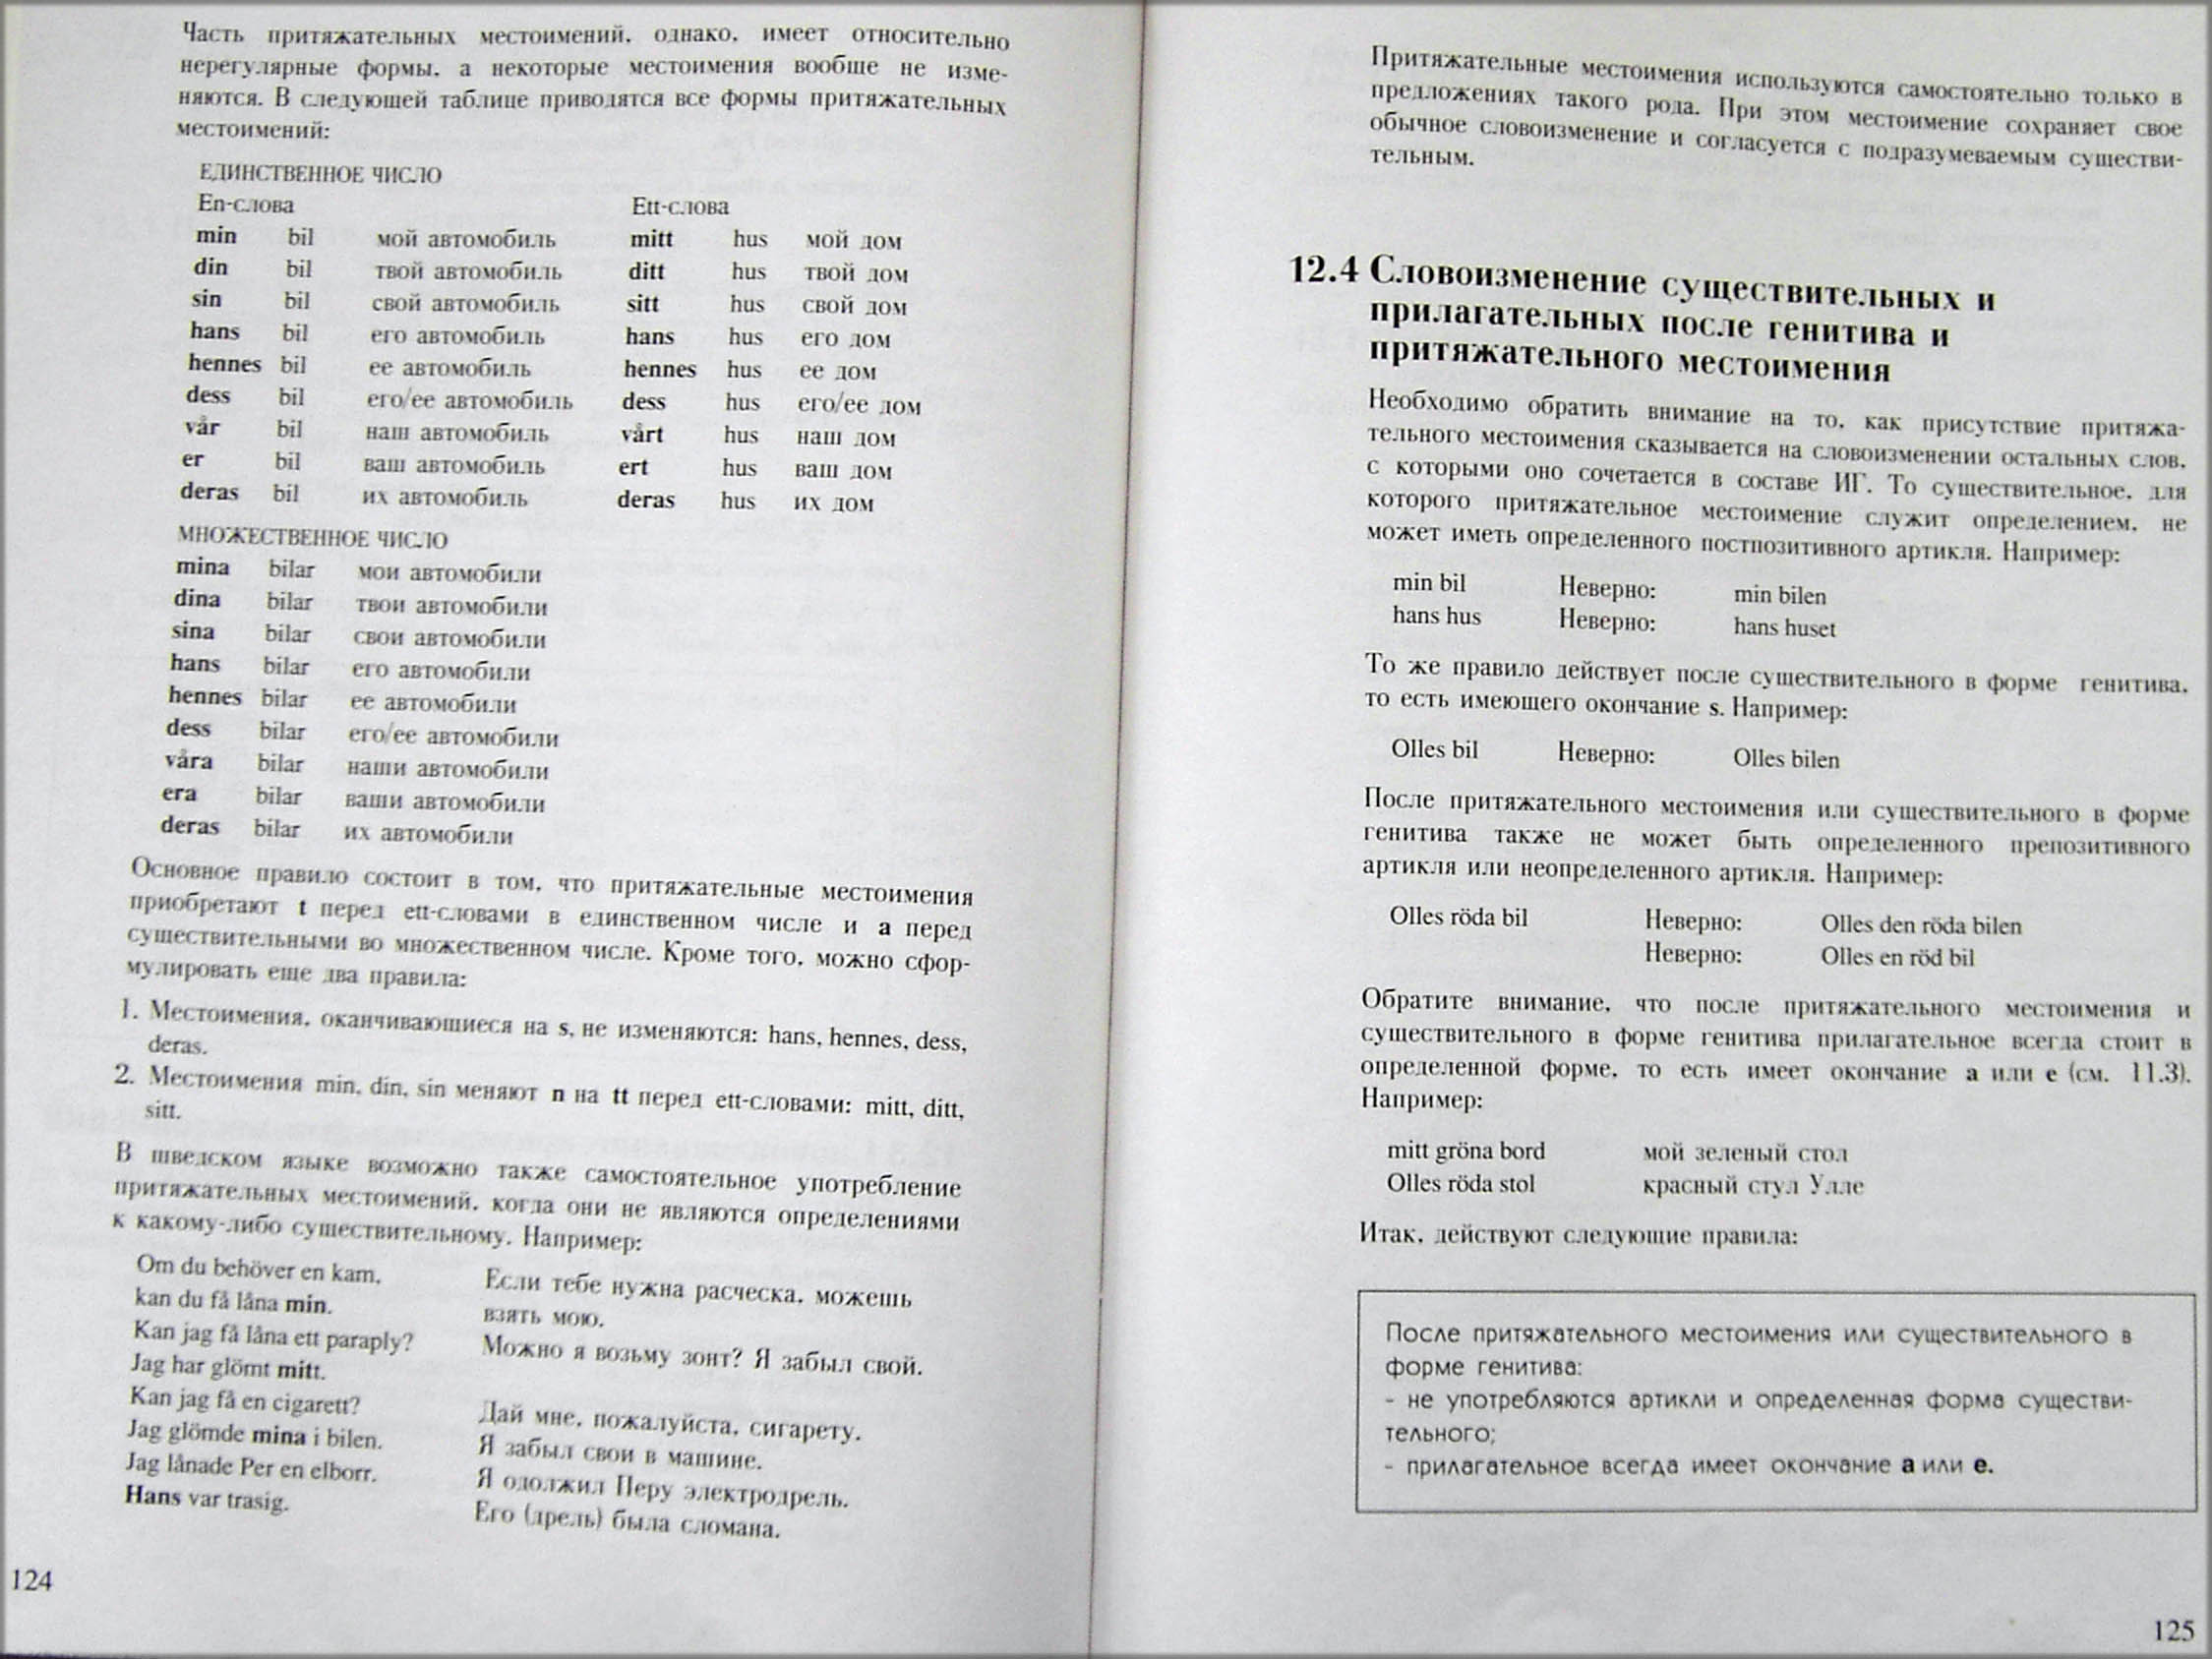 Часть притяжательных местоимений, однако, имеет относительно
нерегулярные формы, а некоторые местоимения вообще не изме-
няются. В следующей таблице приводятся все формы притяжательных
местоимений:
ЕДИНСТВЕННОЕ ЧИСЛО
En-слова Ett-слова
min bil мой автомобиль mitt hus мой дом
din bil твой автомобиль ditt hus твой дом
sin bil свой автомобиль sitt hus свой дом
hans bil его автомобиль hans hus его дом
hennes bil ее автомобиль hennes hus ее дом
dess bil его/ее автомобиль dess hus его/ее дом
vår bil наш автомобиль vårt hus наш дом
er bil ваш автомобиль ert hus ваш дом
deras bil их автомобиль deras hus их дом
МНОЖЕСТВЕННОЕ ЧИСЛО
mina bilar мои автомобили
dina bilar твои автомобили
sina bilar свои автомобили
hans bilar его автомобили
hennes bilar ее автомобили
dess bilar его/ее автомобили
våra bilar наши автомобили
era bilar ваши автомобили
deras bilar их автомобили
Основное правило состоит в том, что притяжательные местоимения
приобретают t перед ett-словами в единственном числе и a перед
существительными во множественном числе. Кроме того, можно сфор-
мулировать еще два правила:
1. Местоимения, оканчивающиеся на s, не изменяются: hans, hennes, dess,
deras.
2. Местоимения min, din, sin меняют n на tt перед ett-словами: mitt, ditt,
sitt.
В шведском языке возможно также самостоятельное употребление
притяжательных местоимений, когда они не являются определениями
к какому-либо существительному. Например:
Om du behöver en kam, Если тебе нужна расческа, можешь
kan du få låna min. взять мою.
Kan jag få låna ett paraply? Можно я возьму зонт? Я забыл свой.
Jag har glömt mitt.
Kan jag få en cigarett? Дай мне, пожалуйста, сигарету.
Jag glömde mina i bilen. Я забыл свои в машине.
Jag lånade Per en elborr. Я одолжил Перу электродрель.
Hans var trasig. Его (дрель) была сломана.
124
Притяжательные местоимения используются самостоятельно только в
предложениях такого рода. При этом местоимение сохраняет свое
обычное словоизменение и согласуется с подразумеваемым существи-
тельным.
12.4 Словоизменение существительных и
прилагательных после генитива и
притяжательного местоимения
Необходимо обратить внимание на то, как присутствие притяжа-
тельного местоимения сказывается на словоизменении остальных слов,
с которыми оно сочетается в составе ИГ. То существительное, для
которого притяжательное местоимение служит определением, не
может иметь определенного постпозитивного артикля. Например:
min bil Неверно: min bilen
hans hus Неверно: hans huset
То же правило действует после существительного в форме генитива,
то есть имеющего окончание s. Например:
Olles bil Неверно: Olles bilen
После притяжательного местоимения или существительного в форме
генитива также не может быть определенного препозитивного
артикля или неопределенного артикля. Например:
Olles röda bil Неверно: Olles den röda bilen
Неверно: Olles en röd bil
Обратите внимание, что после притяжательного местоимения и
существительного в форме генитива прилагательное всегда стоит в
определенной форме, то есть имеет окончание a или e (см. 11.3).
Например:
mitt gröna bord мой зеленый стол
Olles röda stol красный стул Улле
Итак, действуют следующие правила:
После притяжательного местоимения или существительного в
форме генитива:
- не употребляются артикли и определенная форма существи-
тельного;
- прилагательное всегда имеет окончание a или e.
125